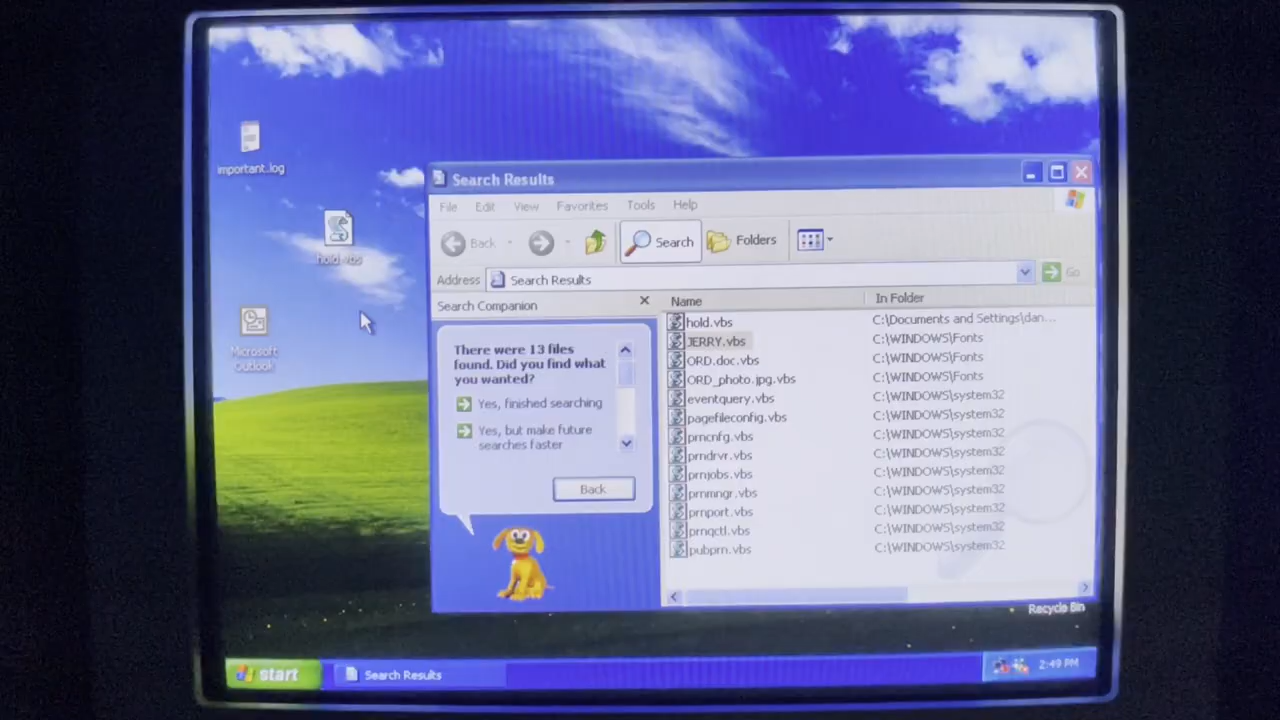 important.log
hold.vbs
Microsoft
Outlook
Search Results
File Edit View Favorites Tools Help
Back Search Folders
Address Search Results Go
Search Companion
There were 13 files
found. Did you find what
you wanted?
Yes, finished searching
Yes, but make future
searches faster
Back
Name In Folder
hold.vbs C:\Documents and Settings\dan...
JERRY.vbs C:\WINDOWS\Fonts
ORD.doc.vbs C:\WINDOWS\Fonts
ORD_photo.jpg.vbs C:\WINDOWS\Fonts
eventquery.vbs C:\WINDOWS\system32
pagefileconfig.vbs C:\WINDOWS\system32
prncnfg.vbs C:\WINDOWS\system32
prndrvr.vbs C:\WINDOWS\system32
prnjobs.vbs C:\WINDOWS\system32
prnmngr.vbs C:\WINDOWS\system32
prnport.vbs C:\WINDOWS\system32
prnqctl.vbs C:\WINDOWS\system32
pubprn.vbs C:\WINDOWS\system32
Recycle Bin
start Search Results 2:49 PM